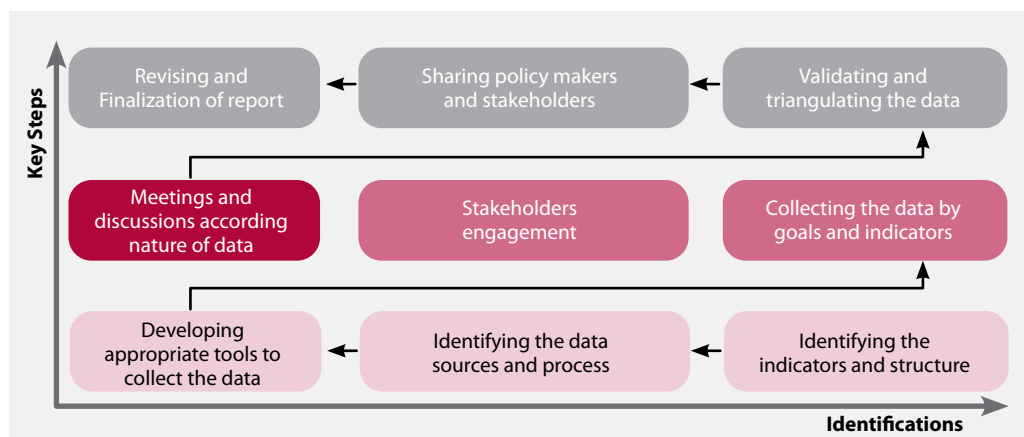 Key Steps
Revising and
Finalization of report
Sharing policy makers
and stakeholders
Validating and
triangulating the data
Meetings and
discussions according
nature of data
Stakeholders
engagement
Collecting the data by
goals and indicators
Developing
appropriate tools to
collect the data
Identifying the data
sources and process
Identifying the
indicators and structure
Identifications